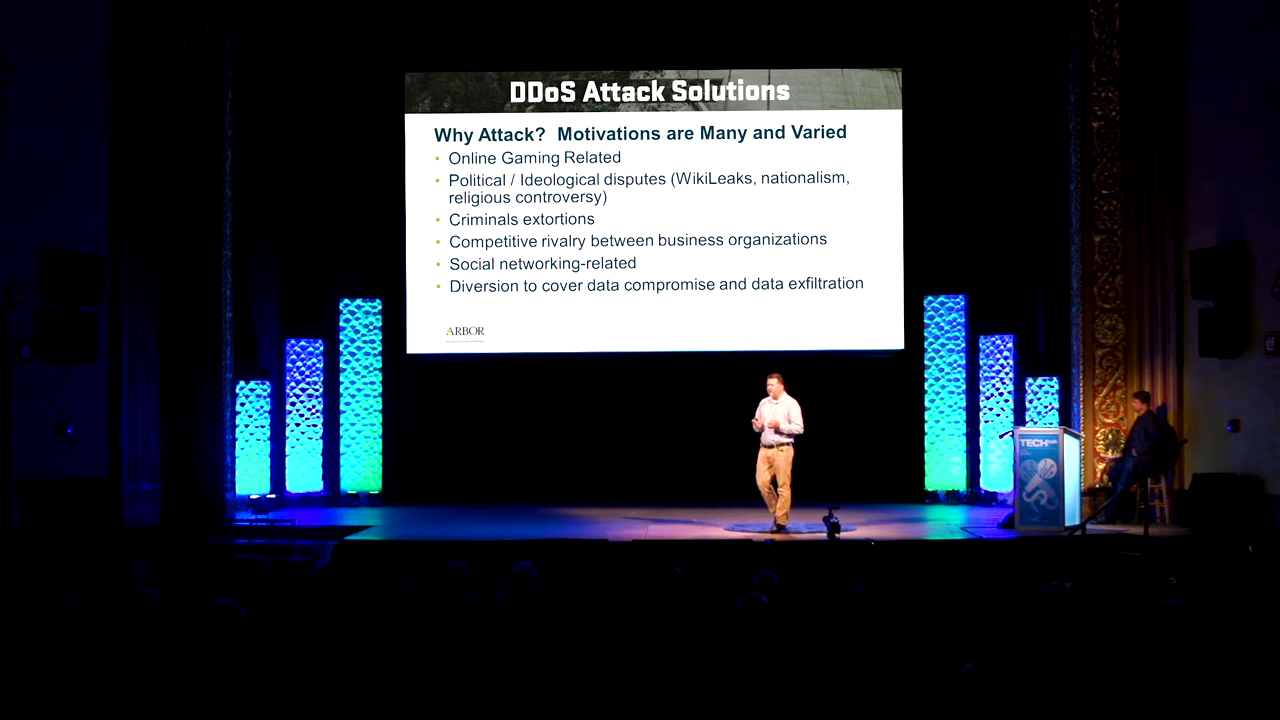 DDoS Attack Solutions
Why Attack?  Motivations are Many and Varied
• Online Gaming Related
• Political / Ideological disputes (WikiLeaks, nationalism,
religious controversy)
• Criminals extortions
• Competitive rivalry between business organizations
• Social networking-related
• Diversion to cover data compromise and data exfiltration
ARBOR
TECH